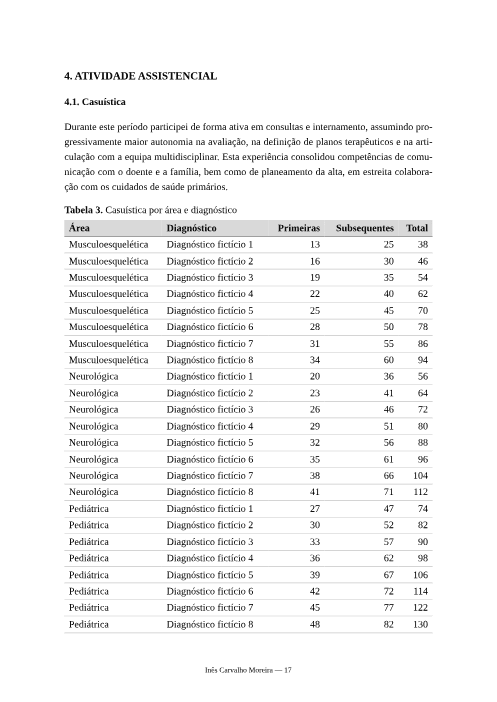 4. ATIVIDADE ASSISTENCIAL
4.1. Casuística
Durante este período participei de forma ativa em consultas e internamento, assumindo pro-
gressivamente maior autonomia na avaliação, na definição de planos terapêuticos e na arti-
culação com a equipa multidisciplinar. Esta experiência consolidou competências de comu-
nicação com o doente e a família, bem como de planeamento da alta, em estreita colabora-
ção com os cuidados de saúde primários.
Tabela 3. Casuística por área e diagnóstico
Área Diagnóstico Primeiras Subsequentes Total
Musculoesquelética Diagnóstico fictício 1 13 25 38
Musculoesquelética Diagnóstico fictício 2 16 30 46
Musculoesquelética Diagnóstico fictício 3 19 35 54
Musculoesquelética Diagnóstico fictício 4 22 40 62
Musculoesquelética Diagnóstico fictício 5 25 45 70
Musculoesquelética Diagnóstico fictício 6 28 50 78
Musculoesquelética Diagnóstico fictício 7 31 55 86
Musculoesquelética Diagnóstico fictício 8 34 60 94
Neurológica Diagnóstico fictício 1 20 36 56
Neurológica Diagnóstico fictício 2 23 41 64
Neurológica Diagnóstico fictício 3 26 46 72
Neurológica Diagnóstico fictício 4 29 51 80
Neurológica Diagnóstico fictício 5 32 56 88
Neurológica Diagnóstico fictício 6 35 61 96
Neurológica Diagnóstico fictício 7 38 66 104
Neurológica Diagnóstico fictício 8 41 71 112
Pediátrica Diagnóstico fictício 1 27 47 74
Pediátrica Diagnóstico fictício 2 30 52 82
Pediátrica Diagnóstico fictício 3 33 57 90
Pediátrica Diagnóstico fictício 4 36 62 98
Pediátrica Diagnóstico fictício 5 39 67 106
Pediátrica Diagnóstico fictício 6 42 72 114
Pediátrica Diagnóstico fictício 7 45 77 122
Pediátrica Diagnóstico fictício 8 48 82 130
Inês Carvalho Moreira — 17